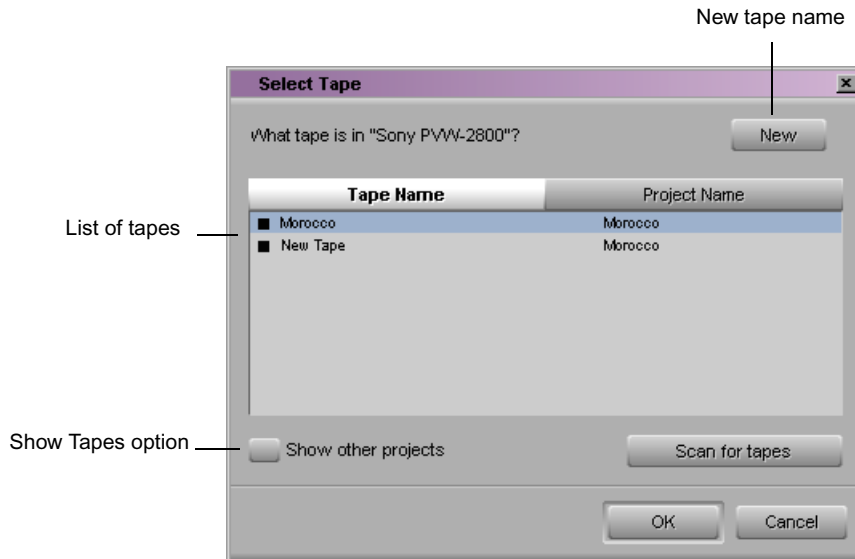 New tape name
Select Tape
What tape is in "Sony PVW-2800"?
New
Tape Name Project Name
List of tapes
Morocco Morocco
New Tape Morocco
Show Tapes option
Show other projects
Scan for tapes
OK
Cancel